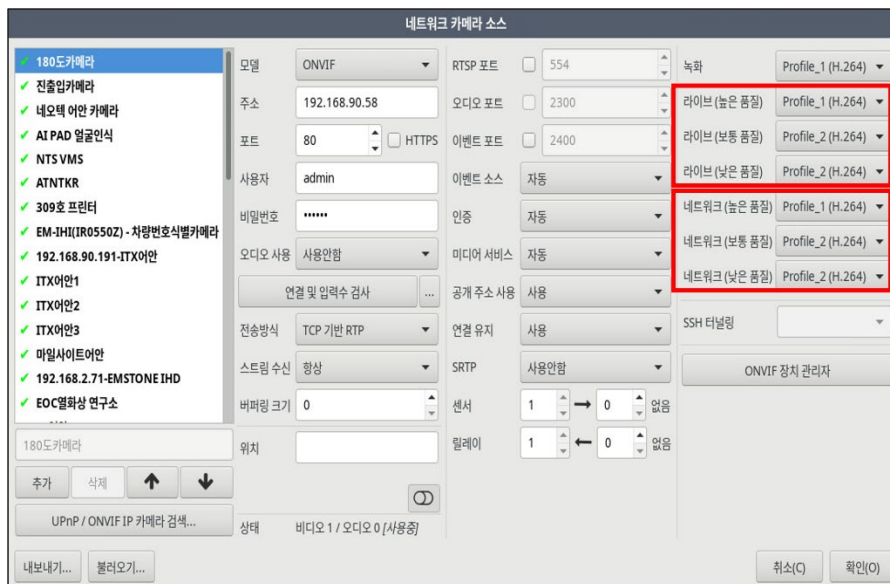 네트워크 카메라 소스
✓ 180도카메라
✓ 진출입카메라
✓ 네오텍 어안 카메라
✓ AI PAD 얼굴인식
✓ NTS VMS
✓ ATNTKR
✓ 309호 프린터
✓ EM-IHI(IR0550Z) - 차량번호식별카메라
✓ 192.168.90.191-ITX어안
✓ ITX어안1
✓ ITX어안2
✓ ITX어안3
✓ 마일사이트어안
✓ 192.168.2.71-EMSTONE IHD
✓ EOC열화상 연구소
180도카메라
추가 삭제
UPnP / ONVIF IP 카메라 검색...
내보내기... 불러오기...
모델 ONVIF
주소 192.168.90.58
포트 80 HTTPS
사용자 admin
비밀번호 ••••••
오디오 사용 사용안함
연결 및 입력수 검사 ...
전송방식 TCP 기반 RTP
스트림 수신 항상
버퍼링 크기 0
위치
상태 비디오 1 / 오디오 0 [사용중]
RTSP 포트 554
오디오 포트 2300
이벤트 포트 2400
이벤트 소스 자동
인증 자동
미디어 서비스 자동
공개 주소 사용 사용
연결 유지 사용
SRTP 사용안함
센서 1 → 0 없음
릴레이 1 ← 0 없음
녹화 Profile_1 (H.264)
라이브 (높은 품질) Profile_1 (H.264)
라이브 (보통 품질) Profile_2 (H.264)
라이브 (낮은 품질) Profile_2 (H.264)
네트워크 (높은 품질) Profile_1 (H.264)
네트워크 (보통 품질) Profile_2 (H.264)
네트워크 (낮은 품질) Profile_2 (H.264)
SSH 터널링
ONVIF 장치 관리자
취소(C) 확인(O)